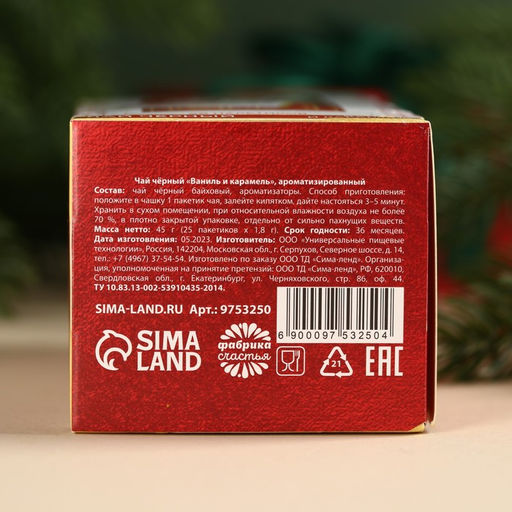 Чай чёрный «Ваниль и карамель», ароматизированный
Состав: чай чёрный байховый, ароматизаторы. Способ приготовления:
положите в чашку 1 пакетик чая, залейте кипятком, дайте настояться 3–5 минут.
Хранить в сухом помещении, при относительной влажности воздуха не более
70 %, в плотно закрытой упаковке, отдельно от сильно пахнущих веществ.
Масса нетто: 45 г (25 пакетиков x 1,8 г). Срок годности: 36 месяцев.
Дата изготовления: 05.2023. Изготовитель: ООО «Универсальные пищевые
технологии», Россия, 142204, Московская обл., г. Серпухов, Северное шоссе, д. 14,
тел.: +7 (4967) 37-54-54. Изготовлено по заказу ООО ТД «Сима-ленд». Организа-
ция, уполномоченная на принятие претензий: ООО ТД «Сима-ленд», РФ, 620010,
Свердловская обл., г. Екатеринбург, ул. Черняховского, стр. 86, оф. 44.
ТУ 10.83.13-002-53910435-2014.
SIMA-LAND.RU Арт.: 9753250
6 900097 532504
SIMA
LAND
фабрика
счастья
21
EAC